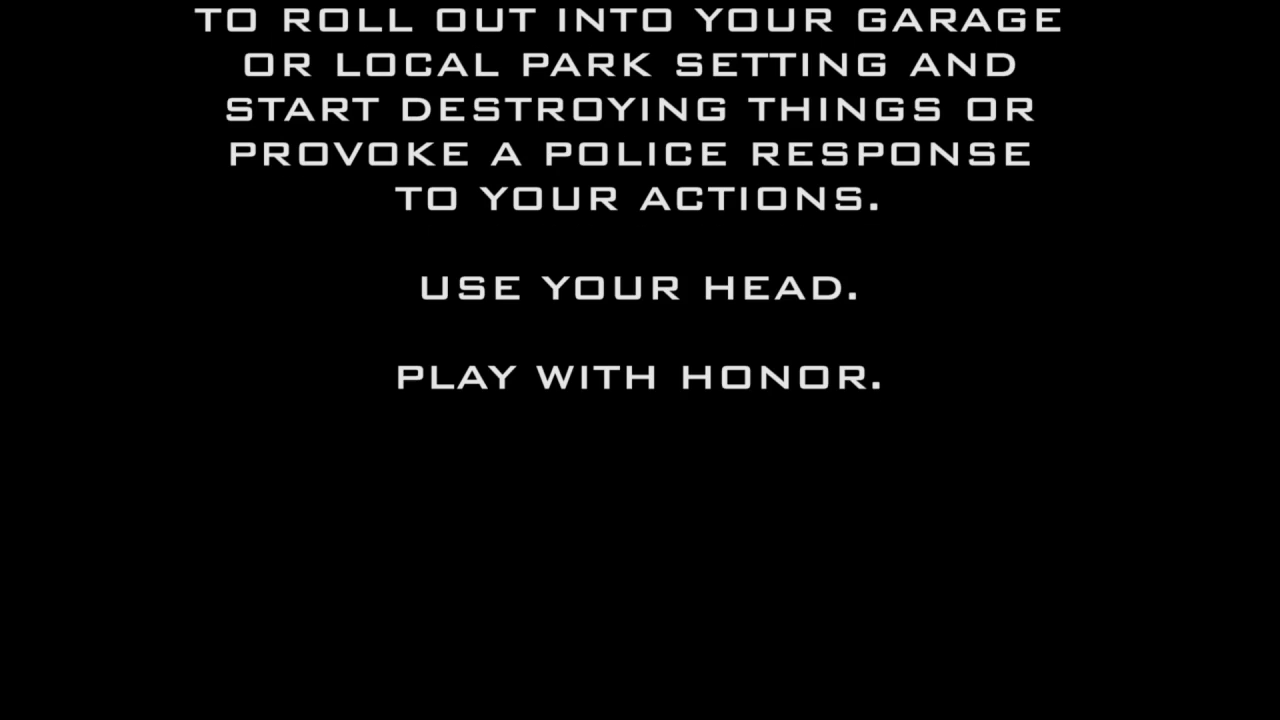 TO ROLL OUT INTO YOUR GARAGE
OR LOCAL PARK SETTING AND
START DESTROYING THINGS OR
PROVOKE A POLICE RESPONSE
TO YOUR ACTIONS.
USE YOUR HEAD.
PLAY WITH HONOR.